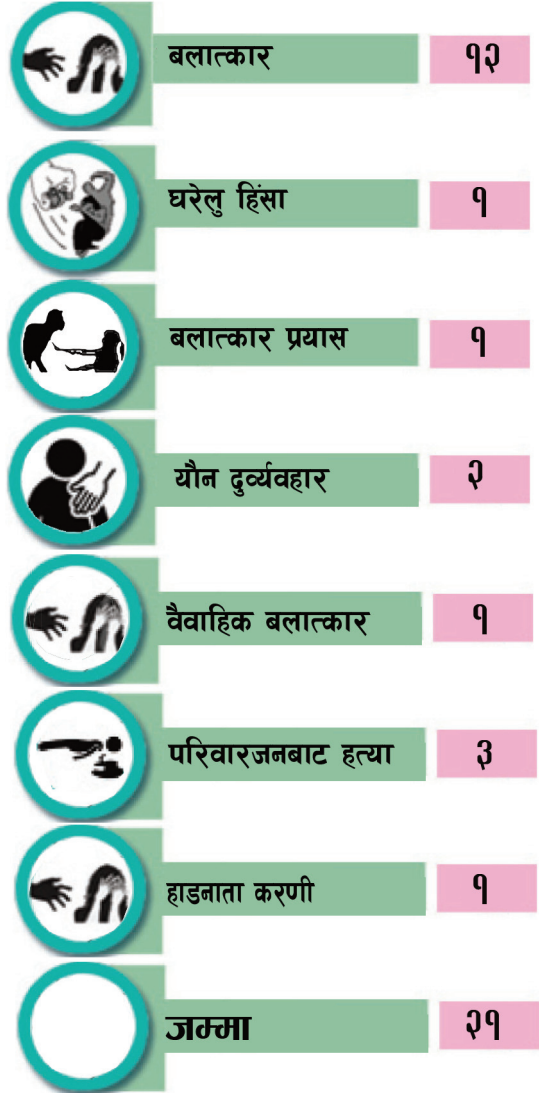 बलात्कार १२
घरेलु हिंसा १
बलात्कार प्रयास १
यौन दुर्व्यवहार २
वैवाहिक बलात्कार १
परिवारजनबाट हत्या ३
हाडनाता करणी १
जम्मा २१